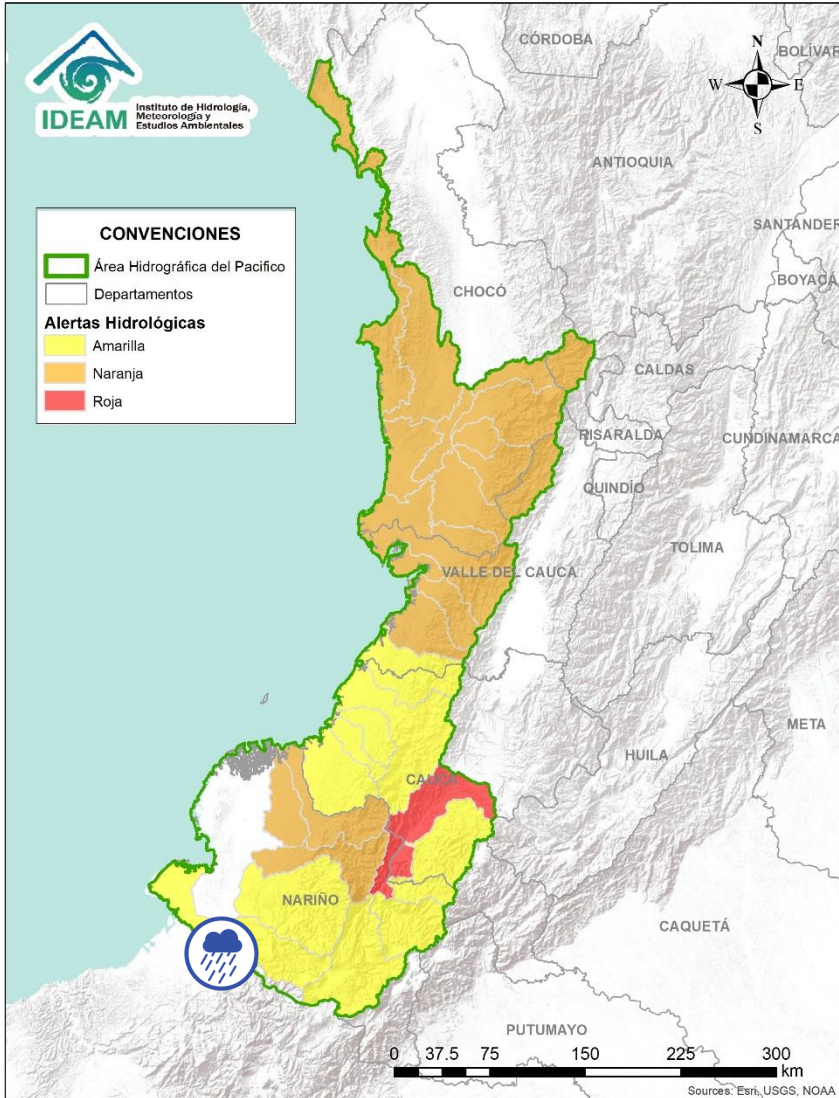 IDEAM
Instituto de Hidrología,
Meteorología y
Estudios Ambientales
CÓRDOBA
BOLÍVAR
N
W
E
S
ANTIOQUIA
SANTANDER
BOYACÁ
CONVENCIONES
Área Hidrográfica del Pacifico
Departamentos
Alertas Hidrológicas
Amarilla
Naranja
Roja
CHOCÓ
CALDAS
RISARALDA
CUNDINAMARCA
QUINDÍO
TOLIMA
VALLE DEL CAUCA
META
HUILA
CAUCA
NARIÑO
CAQUETÁ
PUTUMAYO
0 37.5 75 150 225 300
km
Sources: Esri, USGS, NOAA